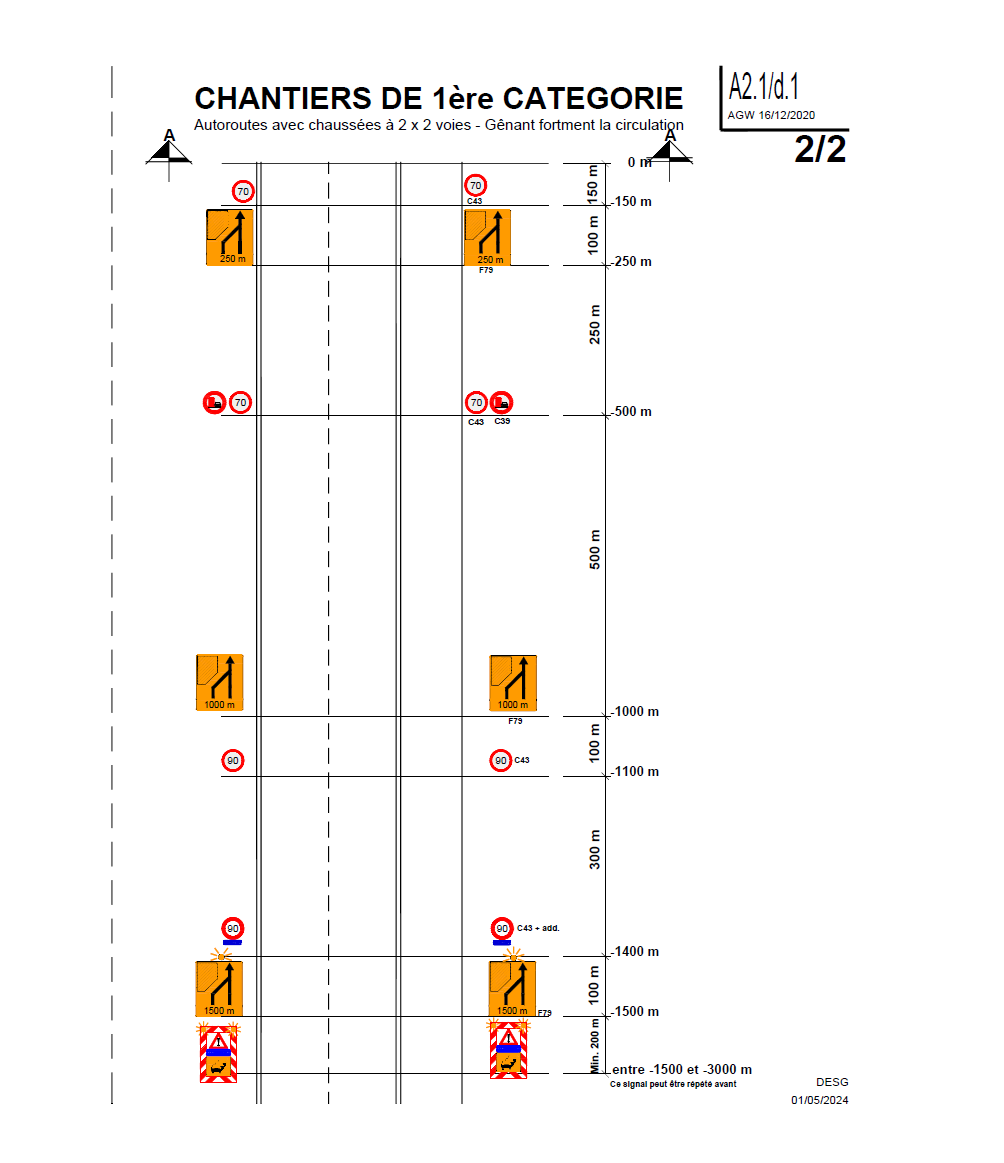 CHANTIERS DE 1ère CATEGORIE
A2.1/d.1
AGW 16/12/2020
Autoroutes avec chaussées à 2 x 2 voies - Gênant fortment la circulation
2/2
A
A
0 m
150 m
70
70
C43
-150 m
100 m
250 m
250 m
F79
-250 m
250 m
70
70
C43
C39
-500 m
500 m
1000 m
1000 m
F79
-1000 m
100 m
90
90
C43
-1100 m
300 m
90
90
C43 + add.
-1400 m
100 m
1500 m
1500 m
F79
-1500 m
Min. 200 m
entre -1500 et -3000 m
Ce signal peut être répété avant
DESG
01/05/2024